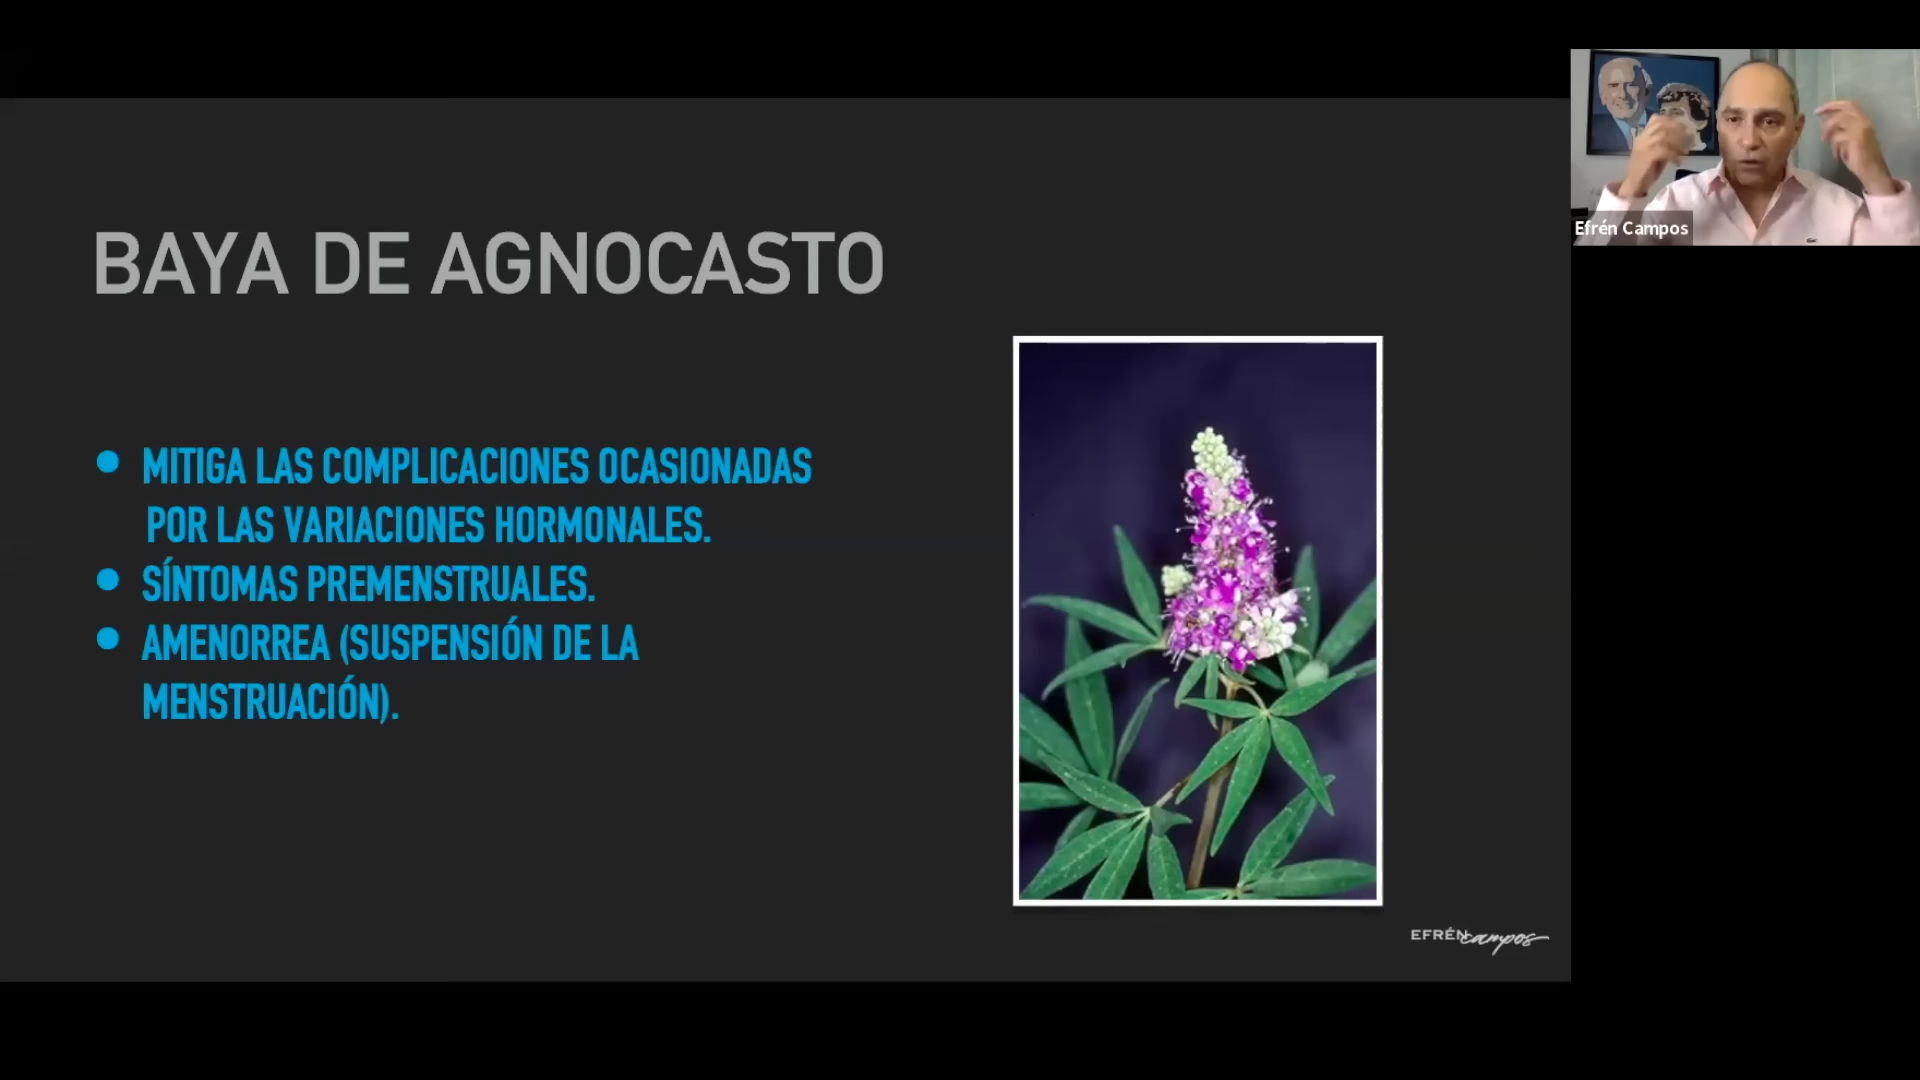 BAYA DE AGNOCASTO
MITIGA LAS COMPLICACIONES OCASIONADAS
POR LAS VARIACIONES HORMONALES.
SÍNTOMAS PREMENSTRUALES.
AMENORREA (SUSPENSIÓN DE LA
MENSTRUACIÓN).
EFRÉN campos
Efrén Campos